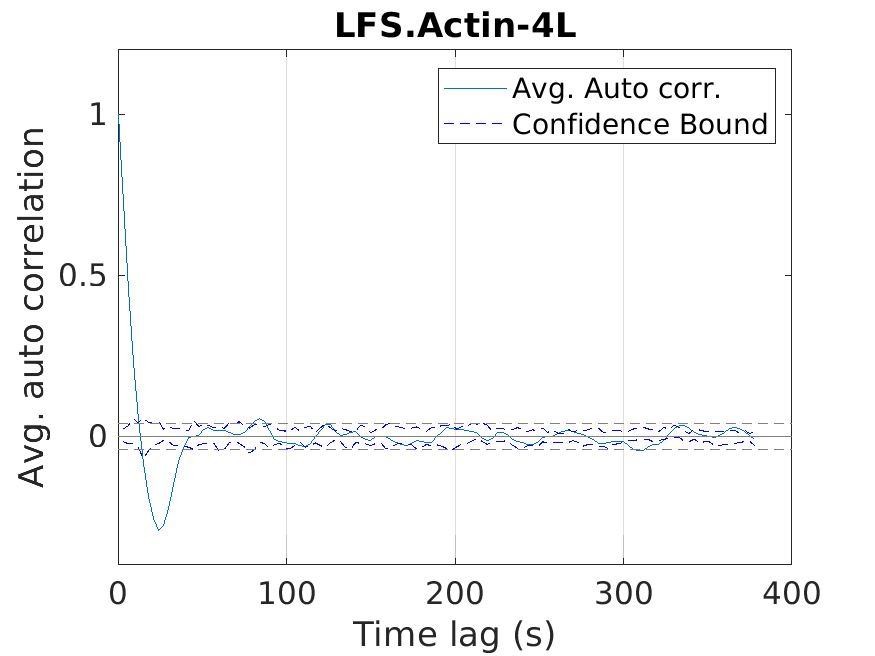 LFS.Actin-4L
Avg. Auto corr.
Confidence Bound
Avg. auto correlation
1
0.5
0
0 100 200 300 400
Time lag (s)